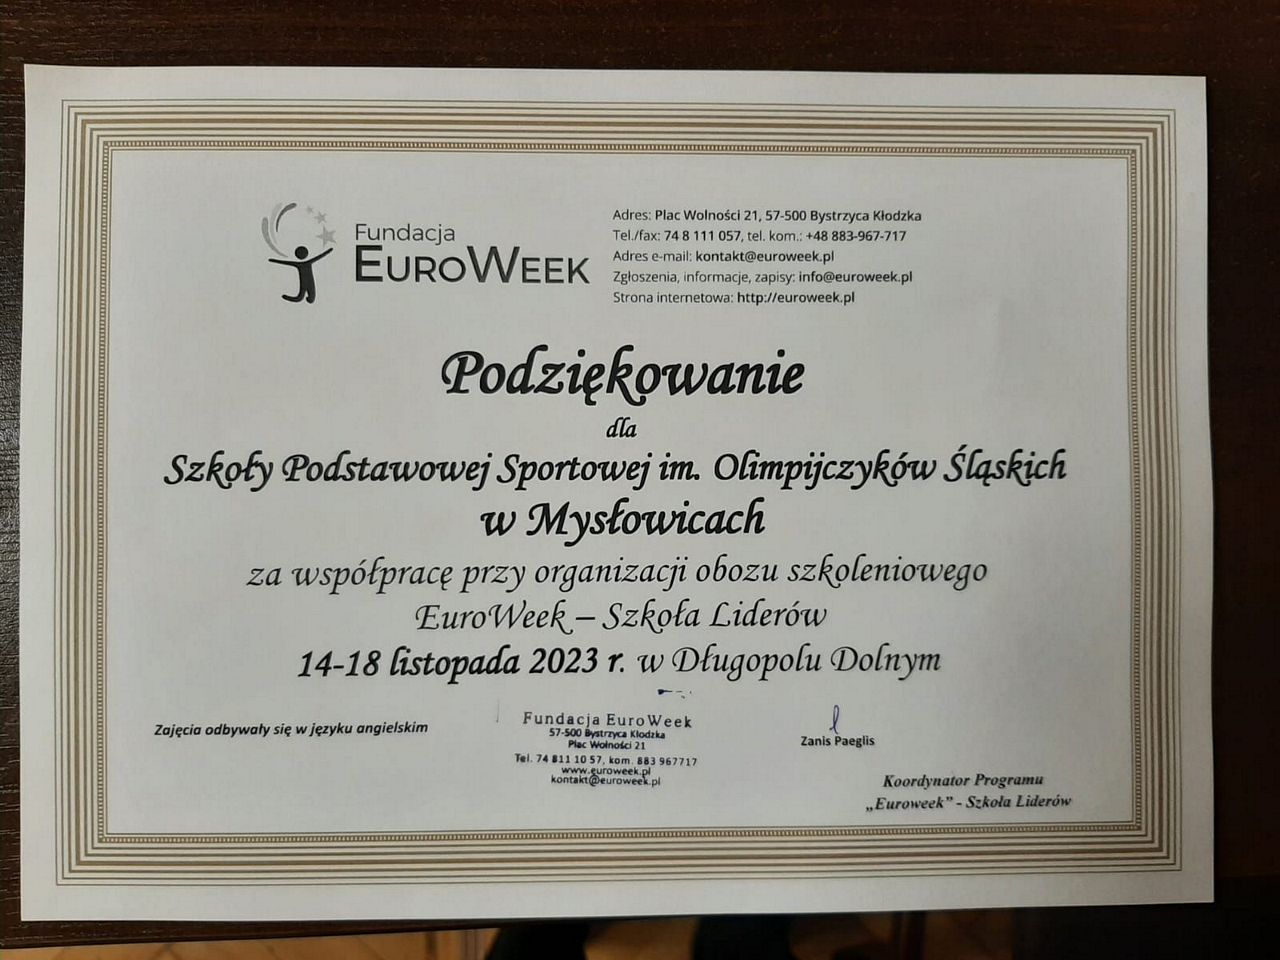 Fundacja
EUROWEEK
Adres: Plac Wolności 21, 57-500 Bystrzyca Kłodzka
Tel./fax: 74 8 111 057, tel. kom.: +48 883-967-717
Adres e-mail: kontakt@euroweek.pl
Zgłoszenia, informacje, zapisy: info@euroweek.pl
Strona internetowa: http://euroweek.pl
Podziękowanie
dla
Szkoły Podstawowej Sportowej im. Olimpijczyków Śląskich
w Mysłowicach
za współpracę przy organizacji obozu szkoleniowego
EuroWeek – Szkoła Liderów
14-18 listopada 2023 r. w Długopolu Dolnym
Zajęcia odbywały się w języku angielskim
Fundacja EuroWeek
57-500 Bystrzyca Kłodzka
Plac Wolności 21
Tel. 74 811 10 57, kom. 883 967717
www.euroweek.pl
kontakt@euroweek.pl
Zanis Paeglis
Koordynator Programu
„Euroweek” - Szkoła Liderów